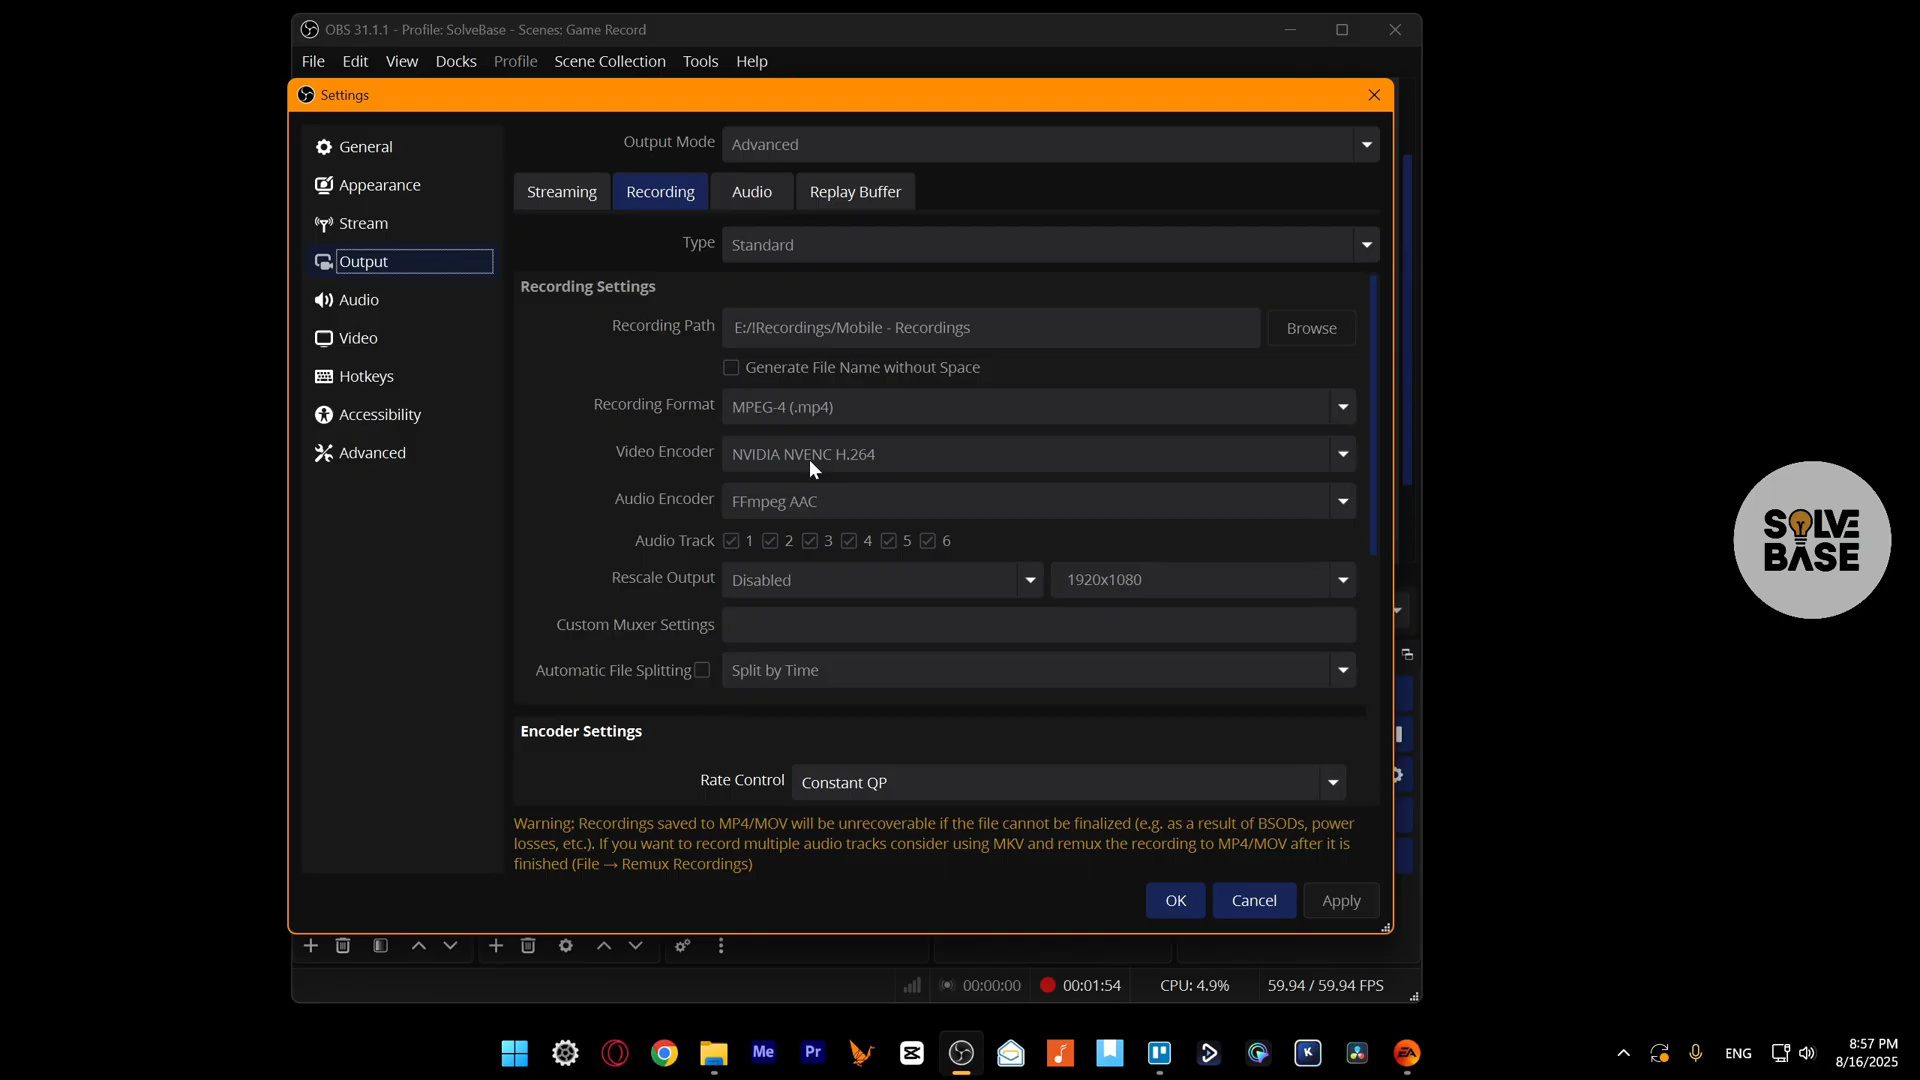 OBS 31.1.1 - Profile: SolveBase - Scenes: Game Record
File Edit View Docks Profile Scene Collection Tools Help
Settings
General
Appearance
Stream
Output
Audio
Video
Hotkeys
Accessibility
Advanced
Output Mode Advanced
Streaming Recording Audio Replay Buffer
Type Standard
Recording Settings
Recording Path E:/!Recordings/Mobile - Recordings Browse
Generate File Name without Space
Recording Format MPEG-4 (.mp4)
Video Encoder NVIDIA NVENC H.264
Audio Encoder FFmpeg AAC
Audio Track 1 2 3 4 5 6
Rescale Output Disabled 1920x1080
Custom Muxer Settings
Automatic File Splitting Split by Time
Encoder Settings
Rate Control Constant QP
Warning: Recordings saved to MP4/MOV will be unrecoverable if the file cannot be finalized (e.g. as a result of BSODs, power
losses, etc.). If you want to record multiple audio tracks consider using MKV and remux the recording to MP4/MOV after it is
finished (File → Remux Recordings)
OK Cancel Apply
00:00:00 00:01:54 CPU: 4.9% 59.94 / 59.94 FPS
SOLVE
BASE
Me Pr K EA
ENG
8:57 PM
8/16/2025